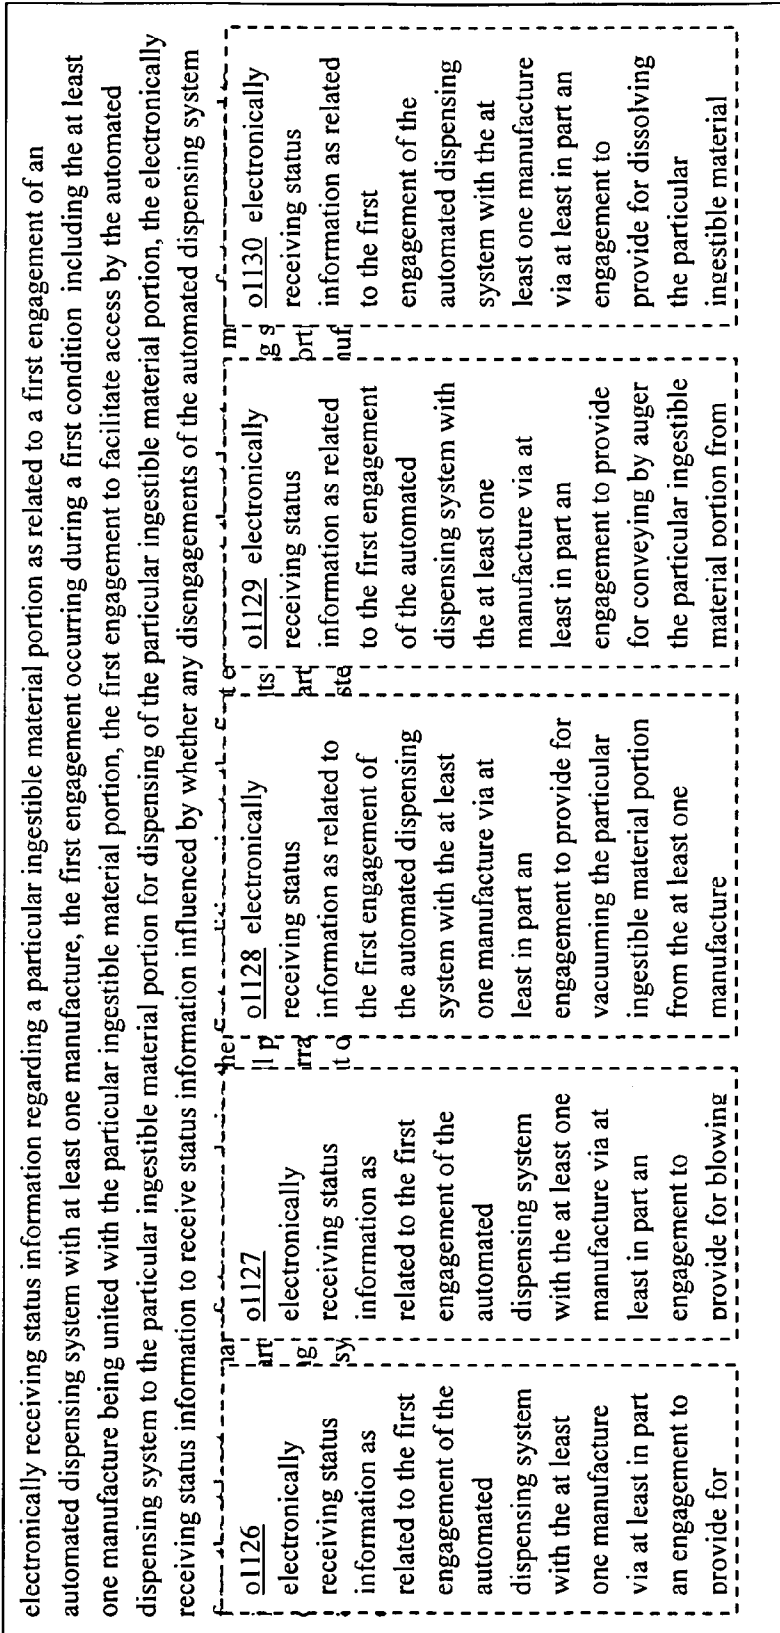 electronically receiving status information regarding a particular ingestible material portion as related to a first engagement of an
automated dispensing system with at least one manufacture, the first engagement occurring during a first condition including the at least
one manufacture being united with the particular ingestible material portion, the first engagement to facilitate access by the automated
dispensing system to the particular ingestible material portion for dispensing of the particular ingestible material portion, the electronically
receiving status information to receive status information influenced by whether any disengagements of the automated dispensing system
o1126
electronically
receiving status
information as
related to the first
engagement of the
automated
dispensing system
with the at least
one manufacture
via at least in part
an engagement to
provide for
o1127
electronically
receiving status
information as
related to the first
engagement of the
automated
dispensing system
with the at least one
manufacture via at
least in part an
engagement to
provide for blowing
o1128 electronically
receiving status
information as related to
the first engagement of
the automated dispensing
system with the at least
one manufacture via at
least in part an
engagement to provide for
vacuuming the particular
ingestible material portion
from the at least one
manufacture
o1129 electronically
receiving status
information as related
to the first engagement
of the automated
dispensing system with
the at least one
manufacture via at
least in part an
engagement to provide
for conveying by auger
the particular ingestible
material portion from
o1130 electronically
receiving status
information as related
to the first
engagement of the
automated dispensing
system with the at
least one manufacture
via at least in part an
engagement to
provide for dissolving
the particular
ingestible material